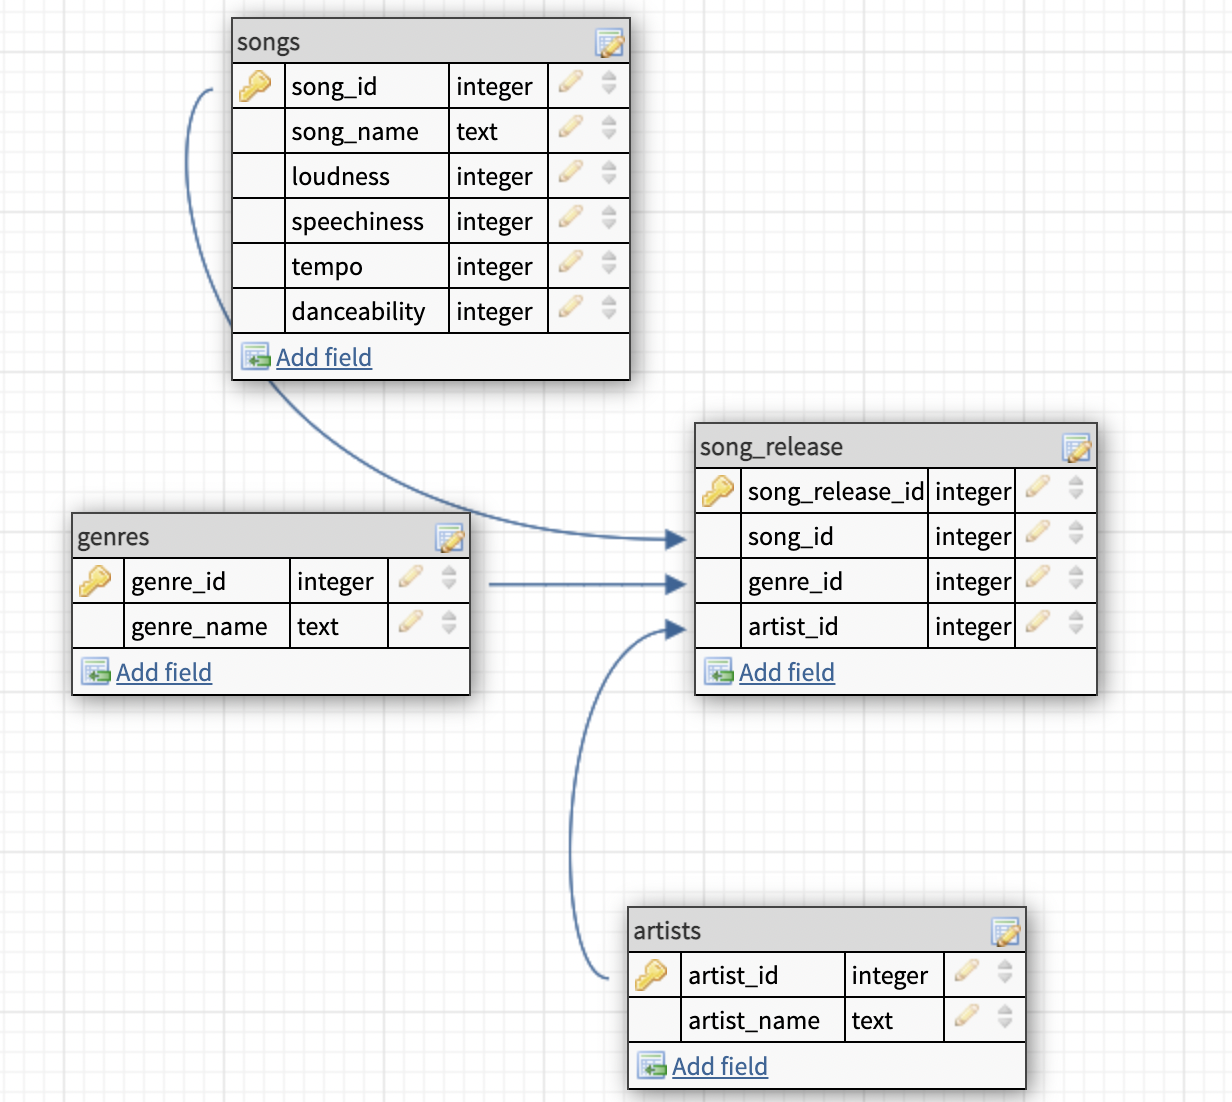 songs
song_id integer
song_name text
loudness integer
speechiness integer
tempo integer
danceability integer
Add field
song_release
song_release_id integer
song_id integer
genre_id integer
artist_id integer
Add field
genres
genre_id integer
genre_name text
Add field
artists
artist_id integer
artist_name text
Add field